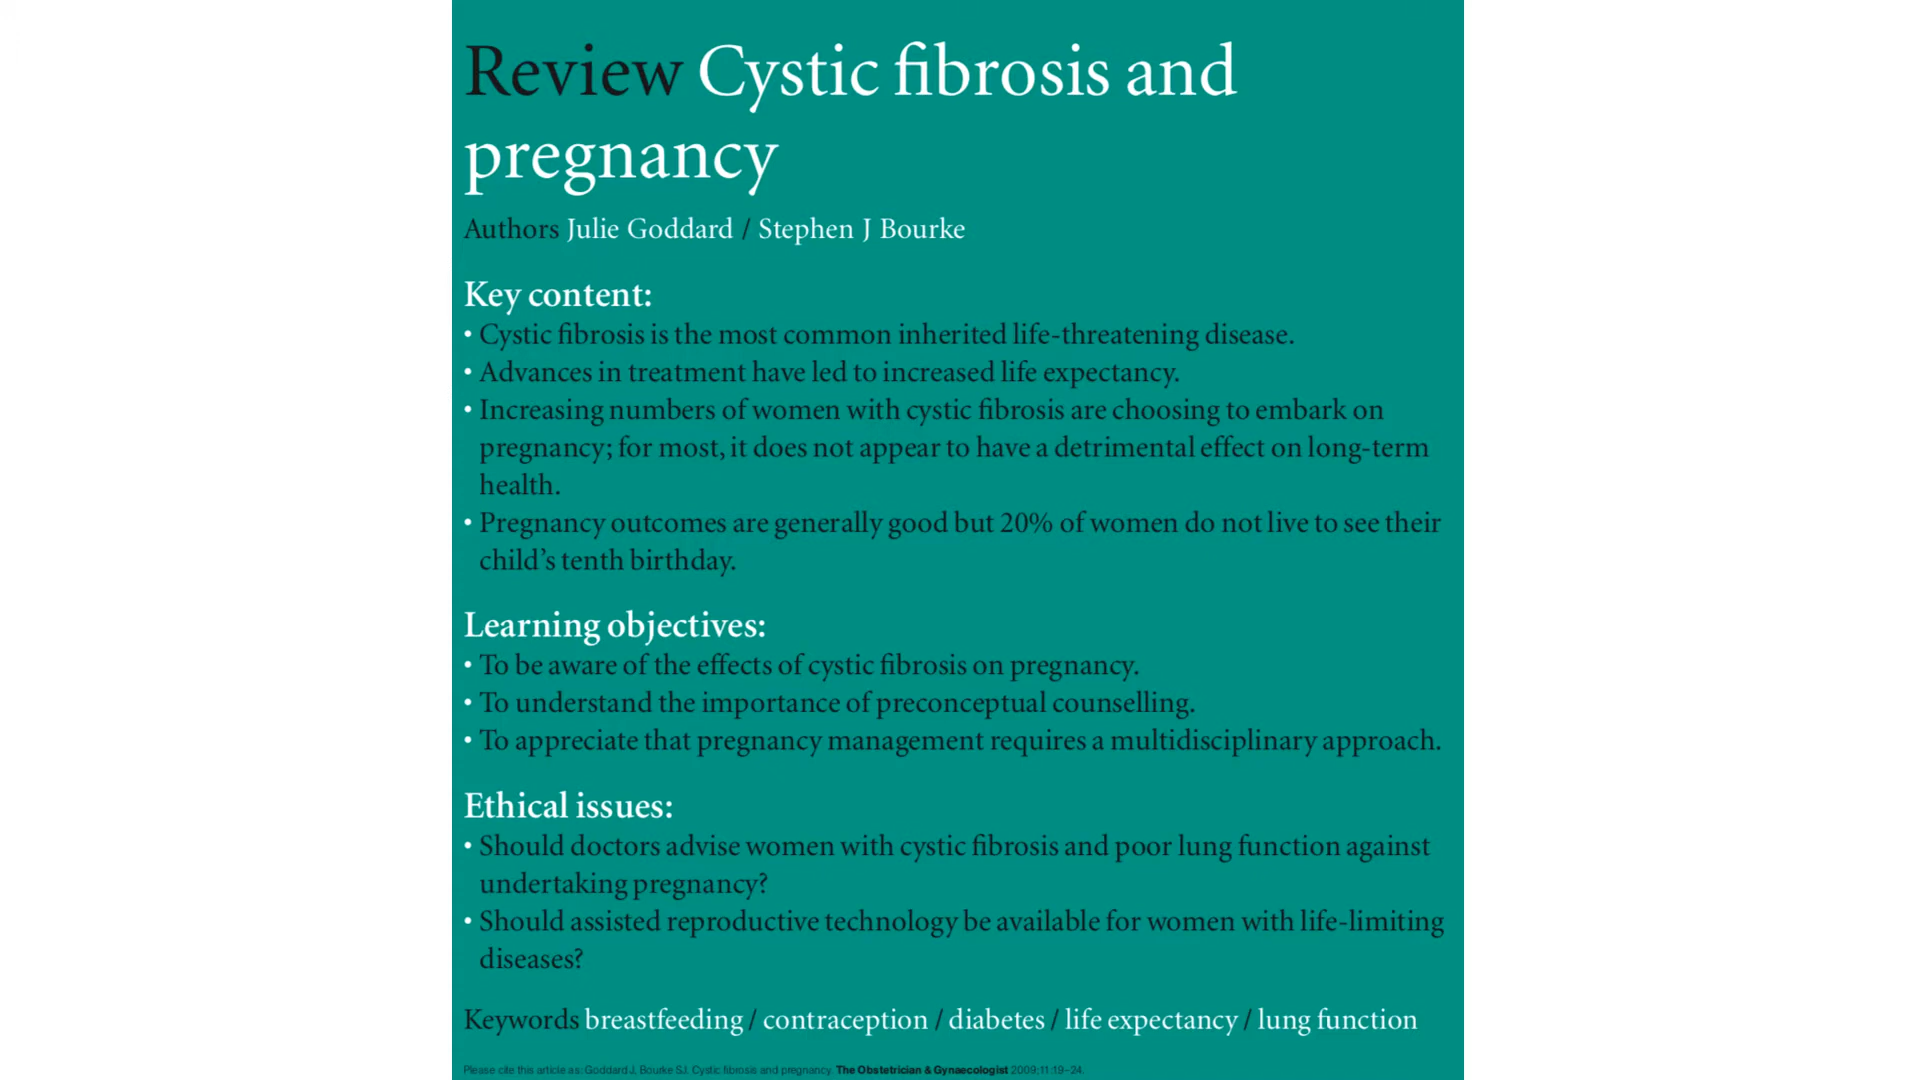 Review Cystic fibrosis and
pregnancy
Authors Julie Goddard / Stephen J Bourke
Key content:
• Cystic fibrosis is the most common inherited life-threatening disease.
• Advances in treatment have led to increased life expectancy.
• Increasing numbers of women with cystic fibrosis are choosing to embark on
pregnancy; for most, it does not appear to have a detrimental effect on long-term
health.
• Pregnancy outcomes are generally good but 20% of women do not live to see their
child’s tenth birthday.
Learning objectives:
• To be aware of the effects of cystic fibrosis on pregnancy.
• To understand the importance of preconceptual counselling.
• To appreciate that pregnancy management requires a multidisciplinary approach.
Ethical issues:
• Should doctors advise women with cystic fibrosis and poor lung function against
undertaking pregnancy?
• Should assisted reproductive technology be available for women with life-limiting
diseases?
Keywords breastfeeding / contraception / diabetes / life expectancy / lung function
Please cite this article as: Goddard J, Bourke SJ. Cystic fibrosis and pregnancy. The Obstetrician & Gynaecologist 2009;11:19–24.